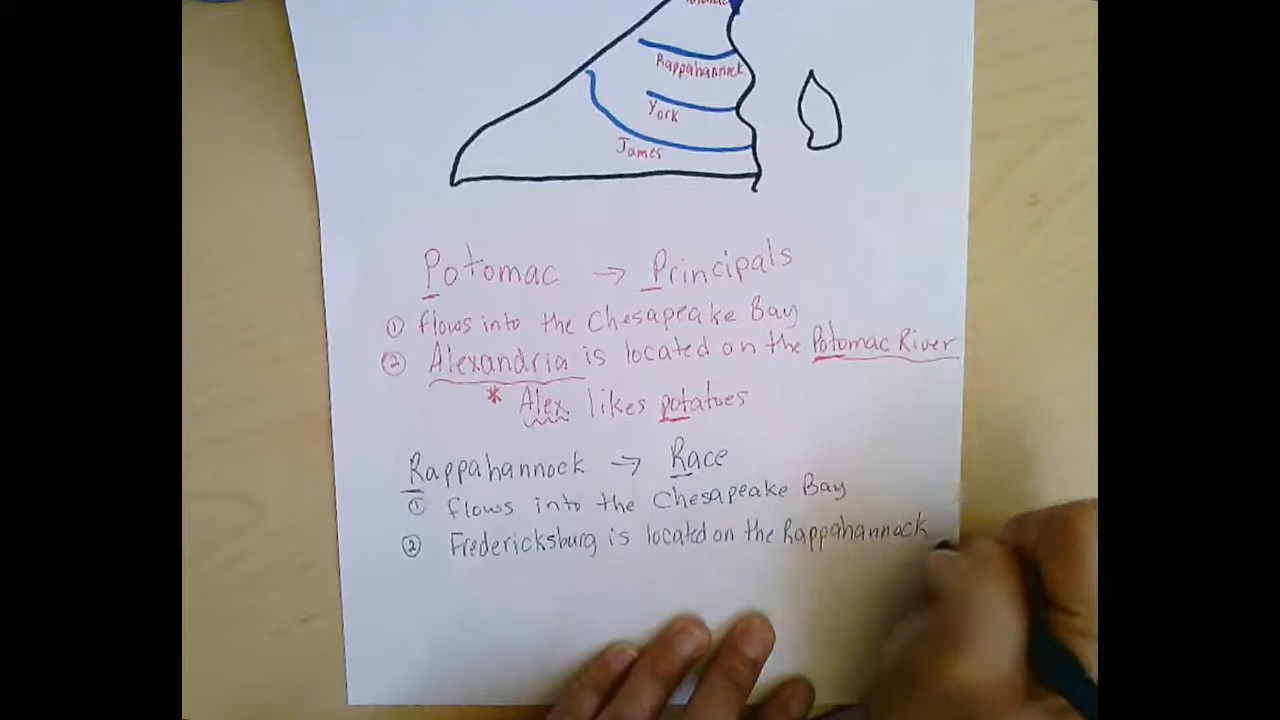 Rappahannock
York
James
Potomac → Principals
① flows into the Chesapeake Bay
② Alexandria is located on the Potomac River
* Alex likes potatoes
Rappahannock → Race
① flows into the Chesapeake Bay
② Fredericksburg is located on the Rappahannock